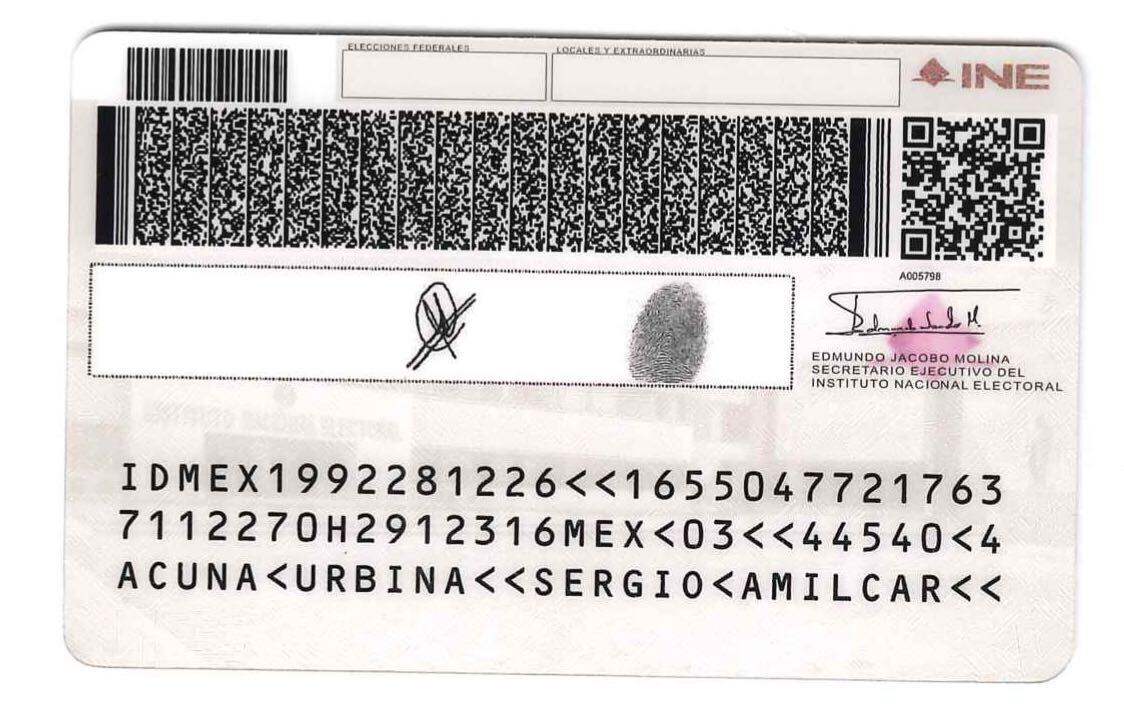 ELECCIONES FEDERALES
LOCALES Y EXTRAORDINARIAS
INE
A005798
EDMUNDO JACOBO MOLINA
SECRETARIO EJECUTIVO DEL
INSTITUTO NACIONAL ELECTORAL
IDMEX1992281226<<1655047721763
7112270H2912316MEX<03<<44540<4
ACUNA<URBINA<<SERGIO<AMILCAR<<